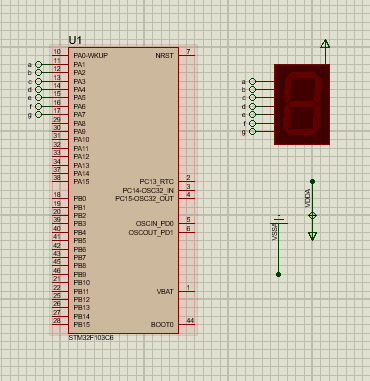 U1
10 PA0-WKUP NRST 7
a 11 PA1
b 12 PA2
c 13 PA3
d 14 PA4
e 15 PA5
f 16 PA6
g 17 PA7
29 PA8
30 PA9
31 PA10
32 PA11
33 PA12
34 PA13
37 PA14
38 PA15
PC13_RTC 2
PC14-OSC32_IN 3
PC15-OSC32_OUT 4
18 PB0
19 PB1
20 PB2
39 PB3
40 PB4
41 PB5
42 PB6
43 PB7
45 PB8
46 PB9
21 PB10
22 PB11
25 PB12
26 PB13
27 PB14
28 PB15
OSCIN_PD0 5
OSCOUT_PD1 6
VBAT 1
BOOT0 44
STM32F103C6
a
b
c
d
e
f
g
VSSA
VDDA